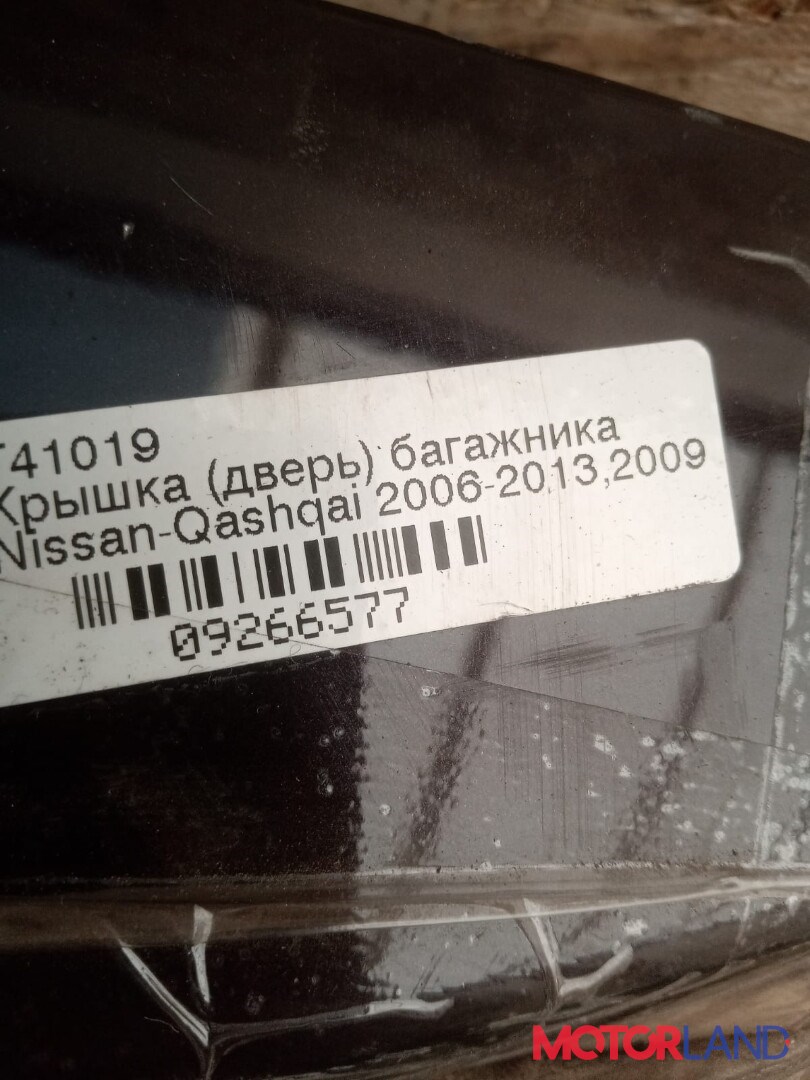 T41019
Крышка (дверь) багажника
Nissan-Qashqai 2006-2013,2009
09266577
MOTORLAND